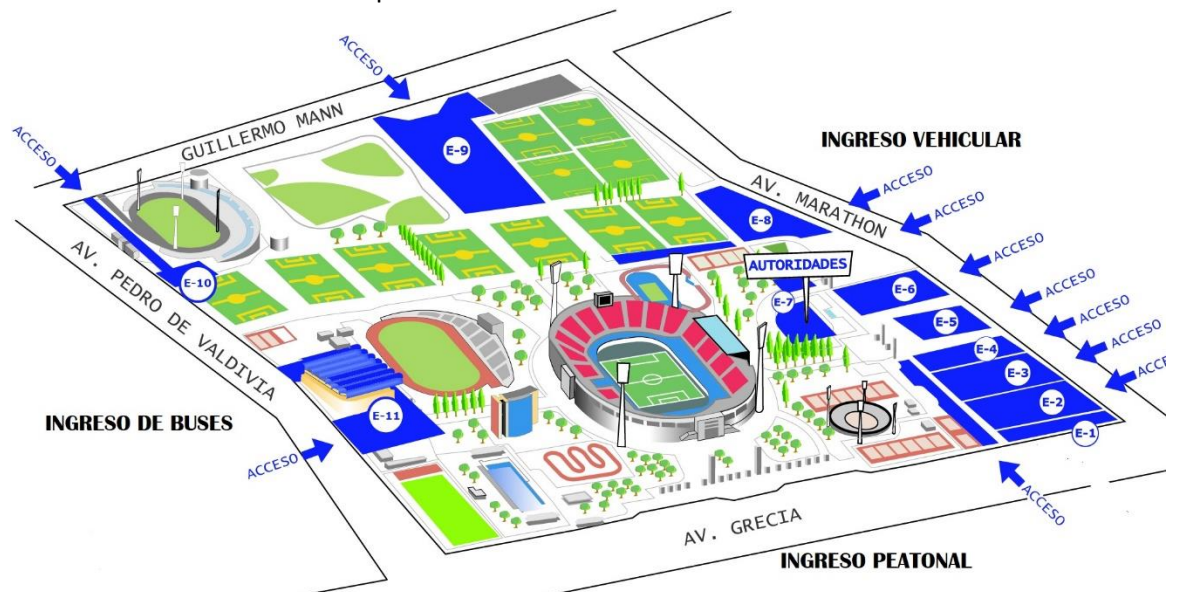 ACCESO
GUILLERMO MANN
ACCESO
E-9
INGRESO VEHICULAR
ACCESO
AV. MARATHON
ACCESO
E-8
ACCESO
AUTORIDADES
E-10
E-7
E-6
ACCESO
AV. PEDRO DE VALDIVIA
E-5
ACCESO
E-4
ACCESO
E-3
ACCE
E-2
INGRESO DE BUSES
E-11
E-1
ACCESO
ACCESO
AV. GRECIA
INGRESO PEATONAL